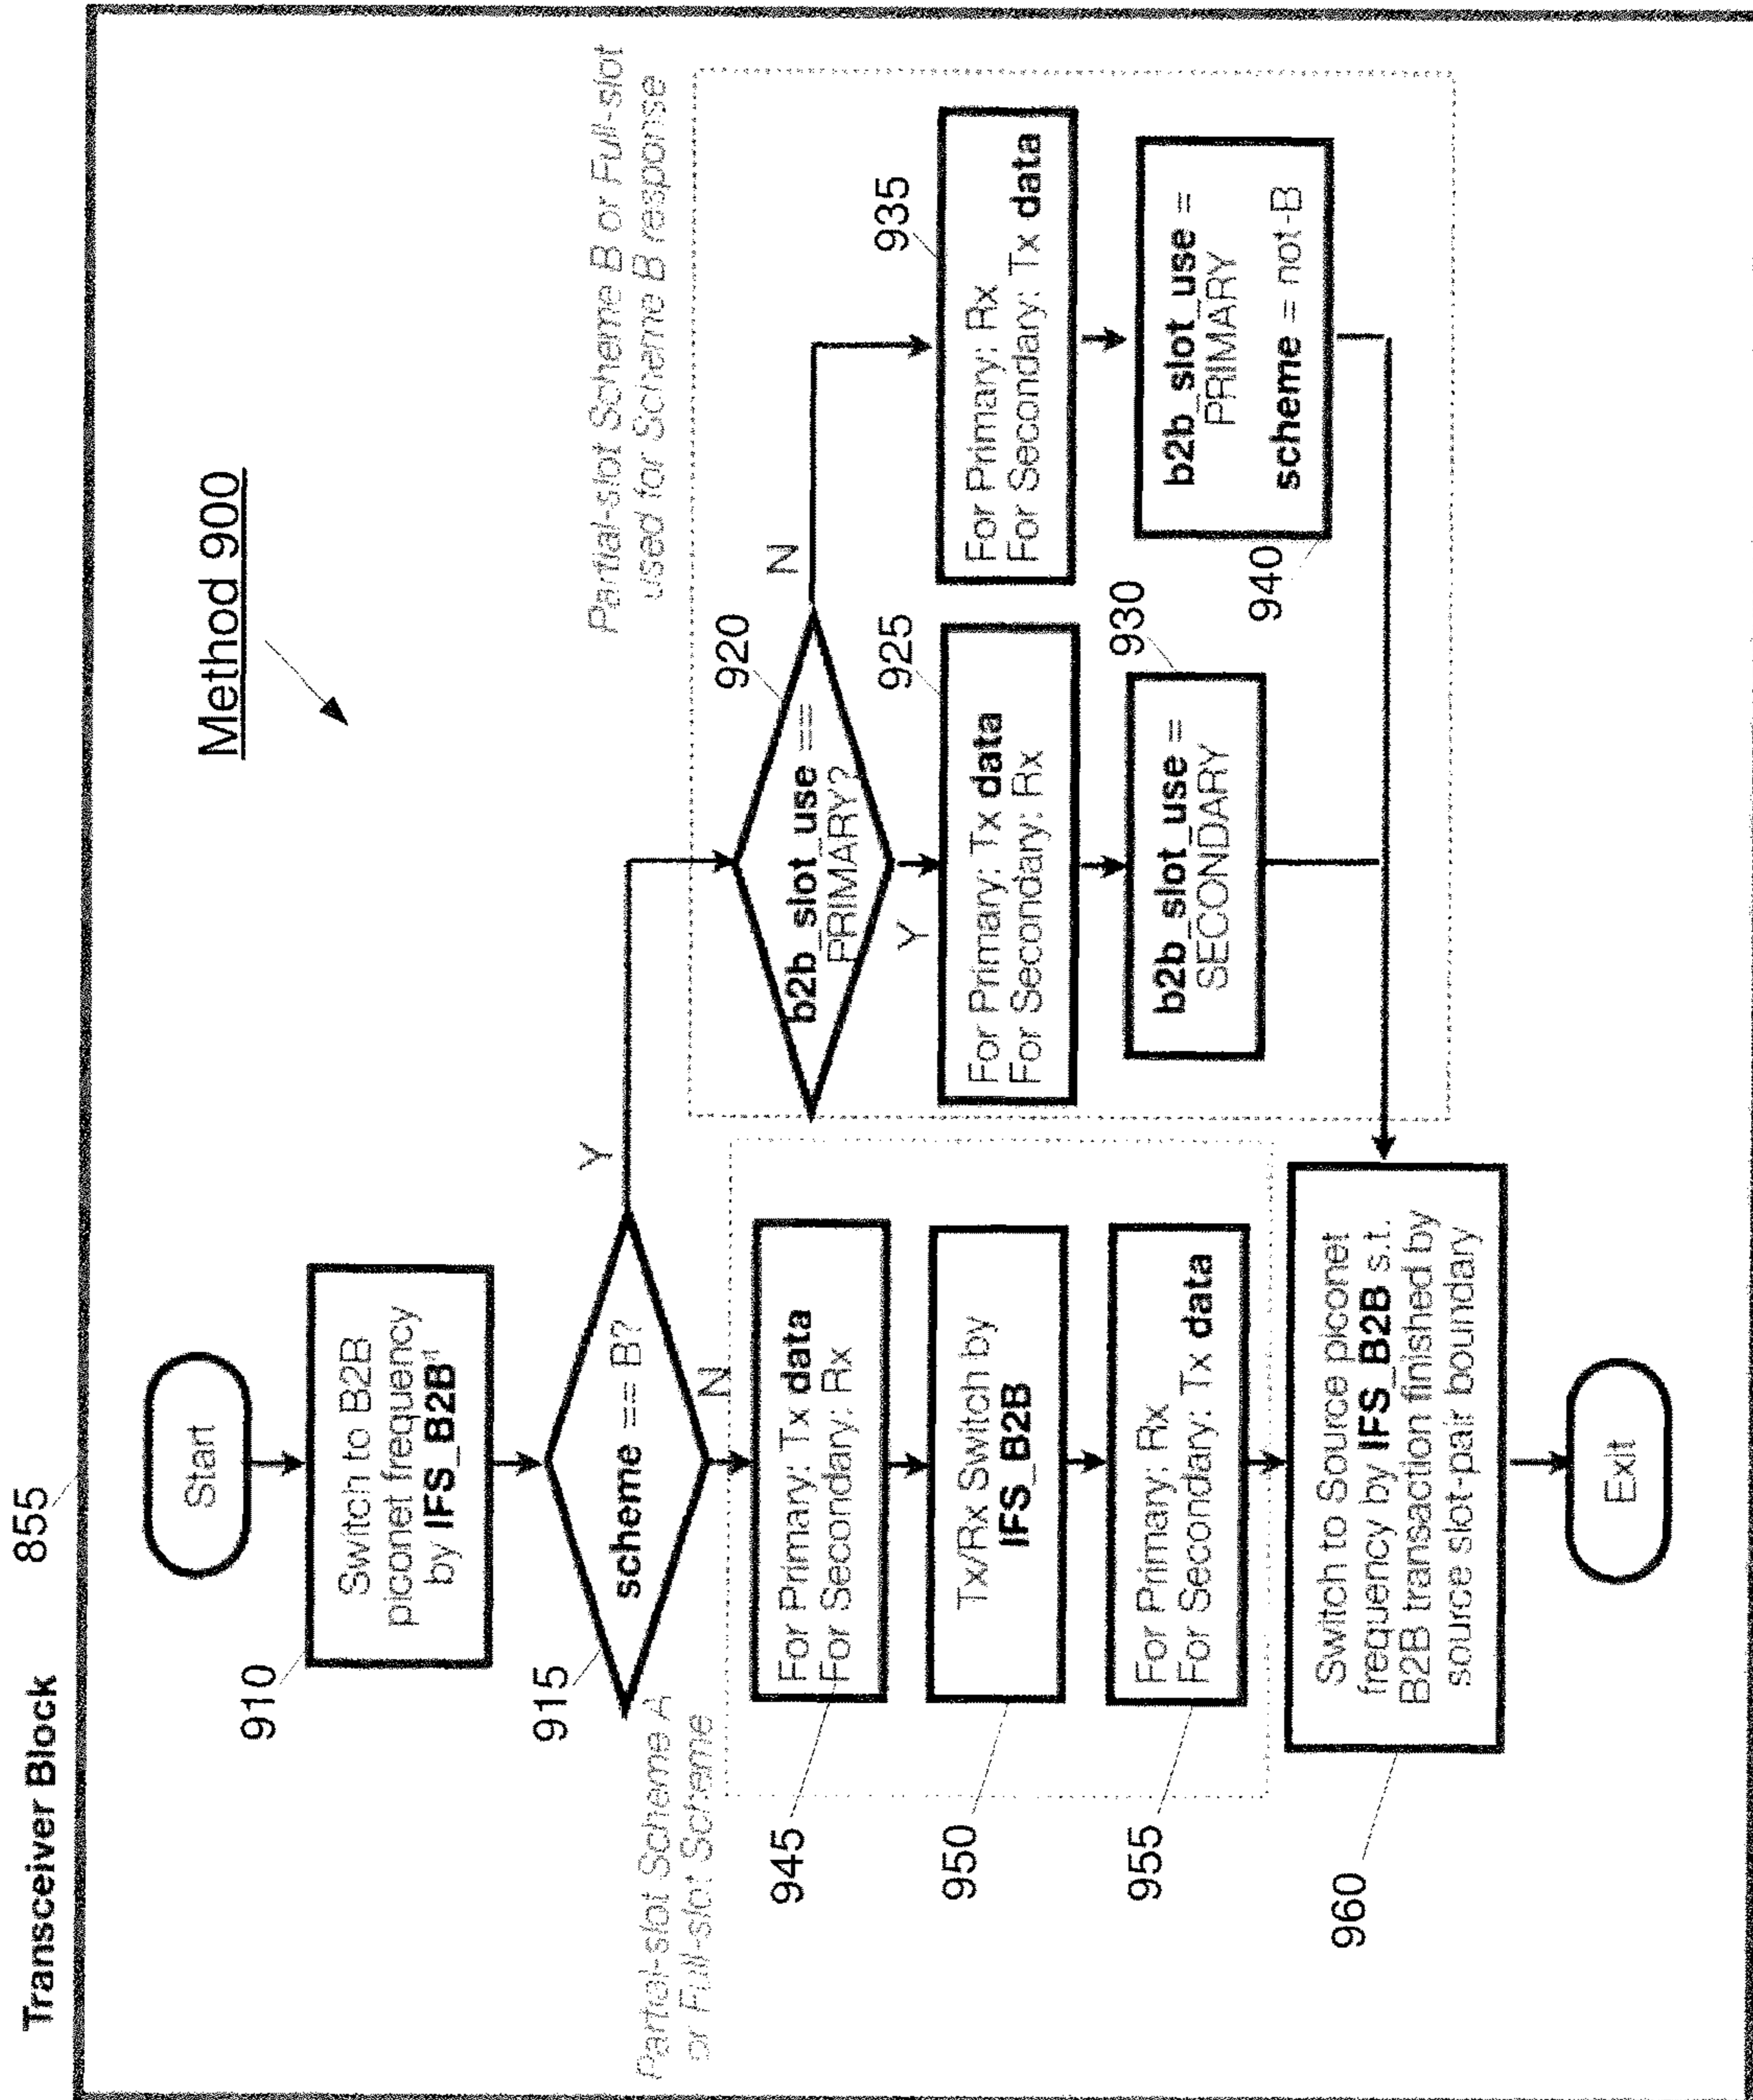 Transceiver Block 855
Method 900
Start
910
Switch to B2B
piconet frequency
by IFS_B2B
915
scheme == B?
Y
N
Partial-slot Scheme A
or Full-slot Scheme
Partial-slot Scheme B or Full-slot
used for Scheme B response
920
b2b_slot_use ==
PRIMARY?
N
Y
925
For Primary: Tx data
For Secondary: Rx
930
b2b_slot_use =
SECONDARY
935
For Primary: Rx
For Secondary: Tx data
940
b2b_slot_use =
PRIMARY
scheme = not-B
945
For Primary: Tx data
For Secondary: Rx
950
Tx/Rx Switch by
IFS_B2B
955
For Primary: Rx
For Secondary: Tx data
960
Switch to Source piconet
frequency by IFS_B2B s.t.
B2B transaction finished by
source slot-pair boundary
Exit